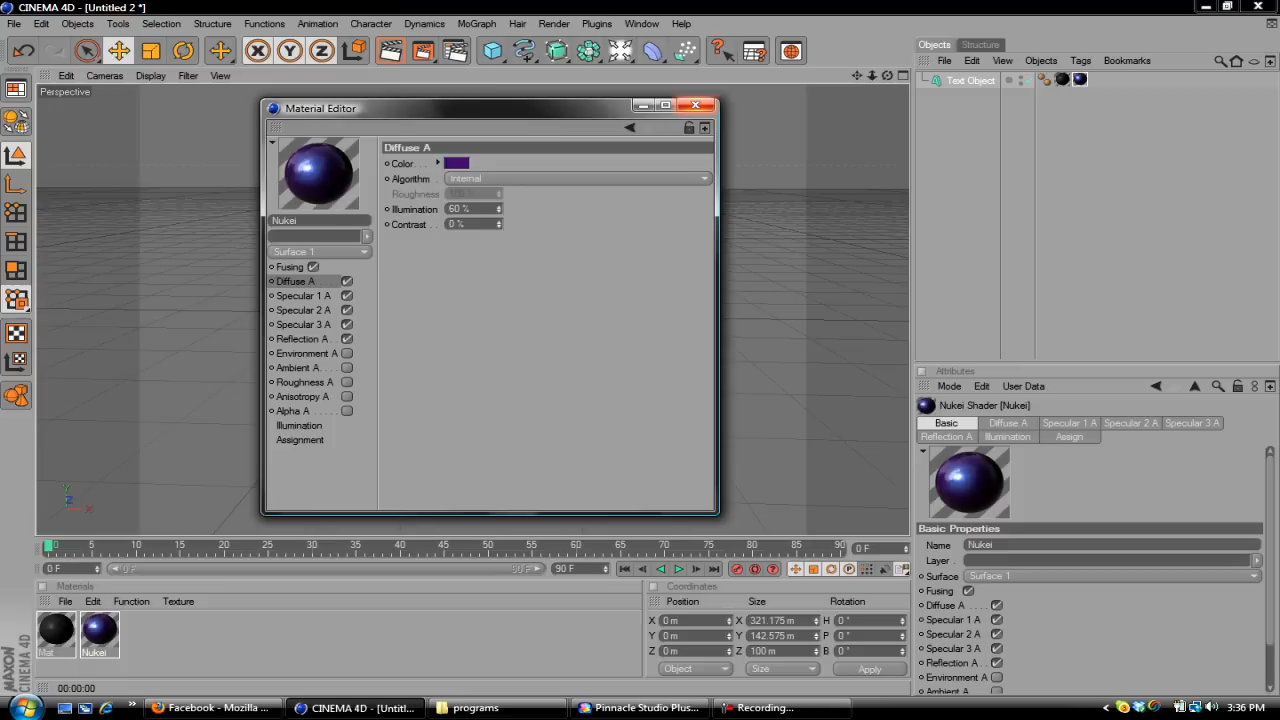 CINEMA 4D - [Untitled 2 *]
File Edit Objects Tools Selection Structure Functions Animation Material Character Dynamics MoGraph Hair Render Plugins Window Help
Objects Structure
File Edit View Objects Tags Bookmarks
Edit Cameras Display Filter View
Perspective
Text Object
Material Editor
Diffuse A
Color. . . .
Algorithm Internal
Roughness 100 %
Illumination 60 %
Contrast . . 0 %
Nukei
Surface 1
Fusing
Diffuse A
Specular 1 A
Specular 2 A
Specular 3 A
Reflection A
Environment A
Ambient A. . . .
Roughness A
Anisotropy A
Alpha A . . . . .
Illumination
Assignment
Attributes
Mode Edit User Data
Nukei Shader [Nukei]
Basic Diffuse A Specular 1 A Specular 2 A Specular 3 A
Reflection A Illumination Assign
Basic Properties
Name Nukei
Layer
Surface Surface 1
Fusing
Diffuse A
Specular 1 A
Specular 2 A
Specular 3 A
Reflection A
Environment A
Ambient A
0 5 10 15 20 25 30 35 40 45 50 55 60 65 70 75 80 85 90 0 F
0 F 0 F 90 F 90 F
Materials
File Edit Function Texture
Mat Nukei
Coordinates
Position Size Rotation
X 0 m X 321.175 m H 0 °
Y 0 m Y 142.575 m P 0 °
Z 0 m Z 100 m B 0 °
Object Size Apply
MAXON
CINEMA 4D
00:00:00
Facebook - Mozilla ... CINEMA 4D - [Untitl... programs Pinnacle Studio Plus... Recording... 3:36 PM